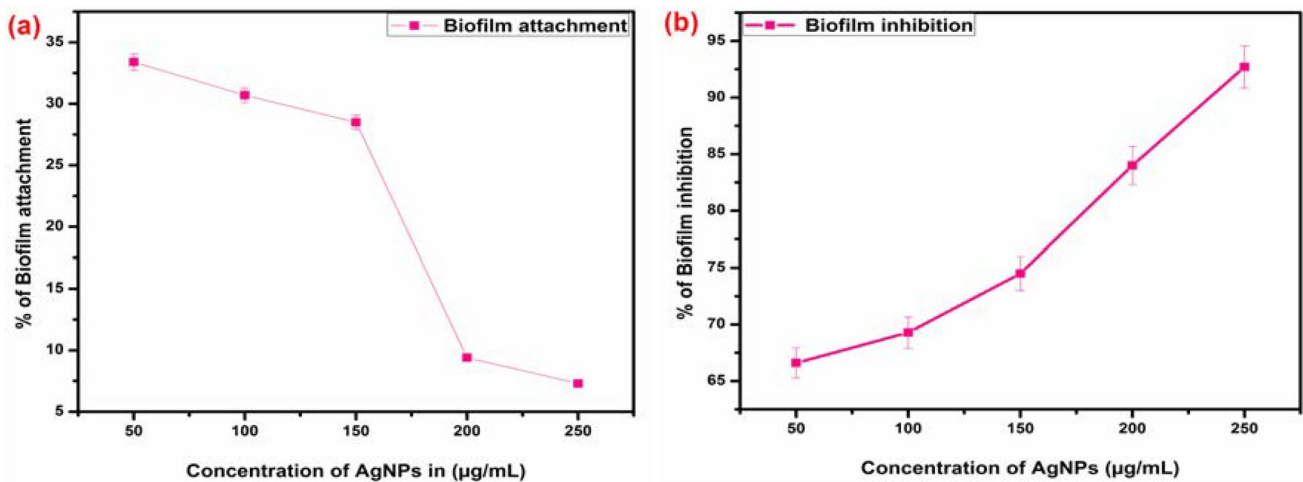 (a)
Biofilm attachment
35
30
25
20
15
10
5
% of Biofilm attachment
50 100 150 200 250
Concentration of AgNPs in (µg/mL)
(b)
Biofilm inhibition
95
90
85
80
75
70
65
% of Biofilm inhibition
50 100 150 200 250
Concentration of AgNPs (µg/mL)